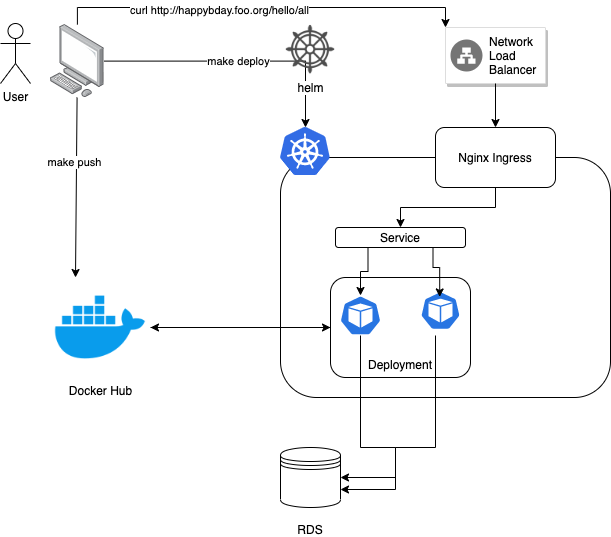 curl http://happybday.foo.org/hello/all
Network
Load
Balancer
make deploy
helm
User
make push
Nginx Ingress
Service
Deployment
Docker Hub
RDS